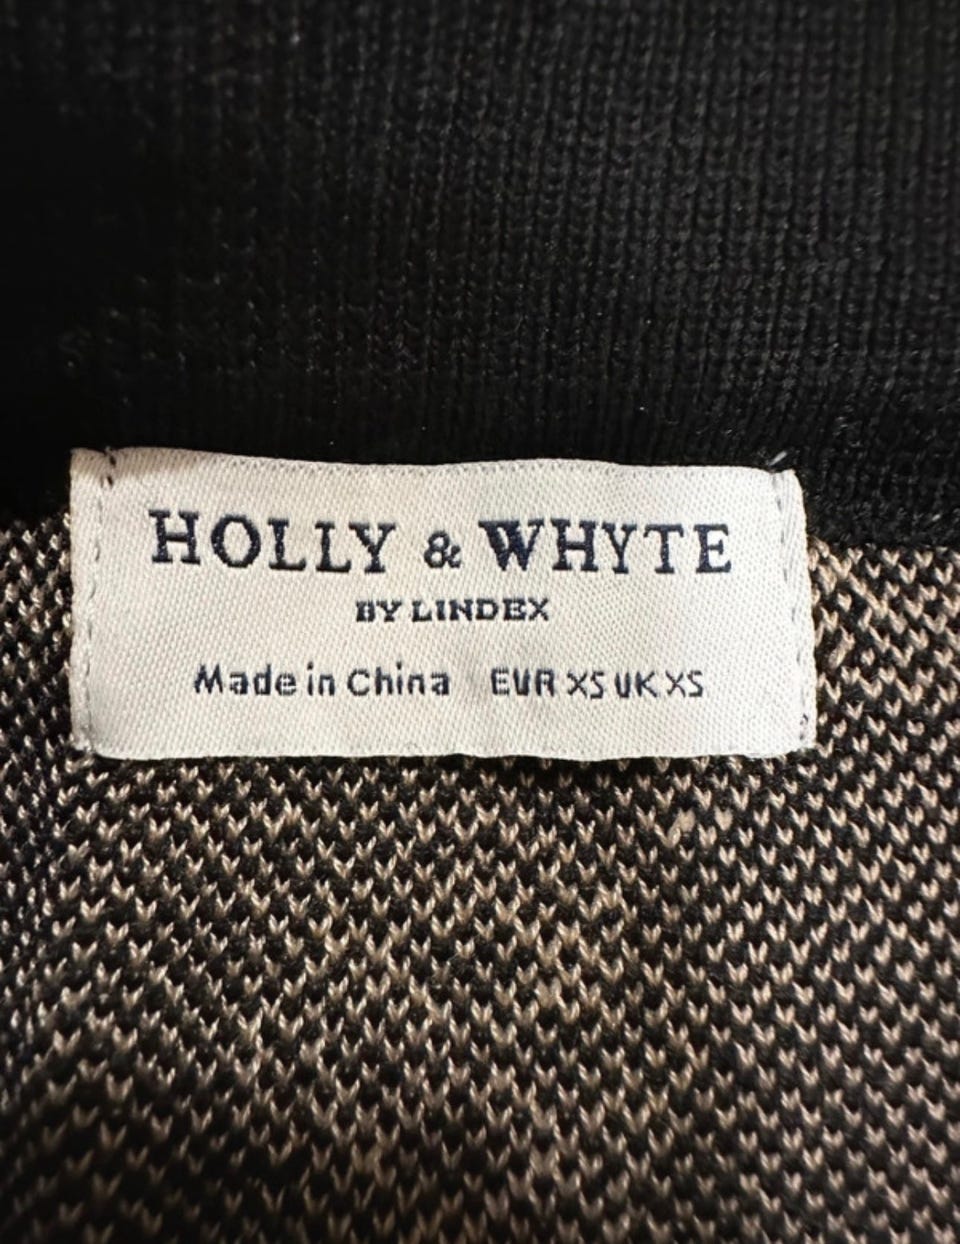 HOLLY & WHYTE
BY LINDEX
Made in China EUR XS UK XS